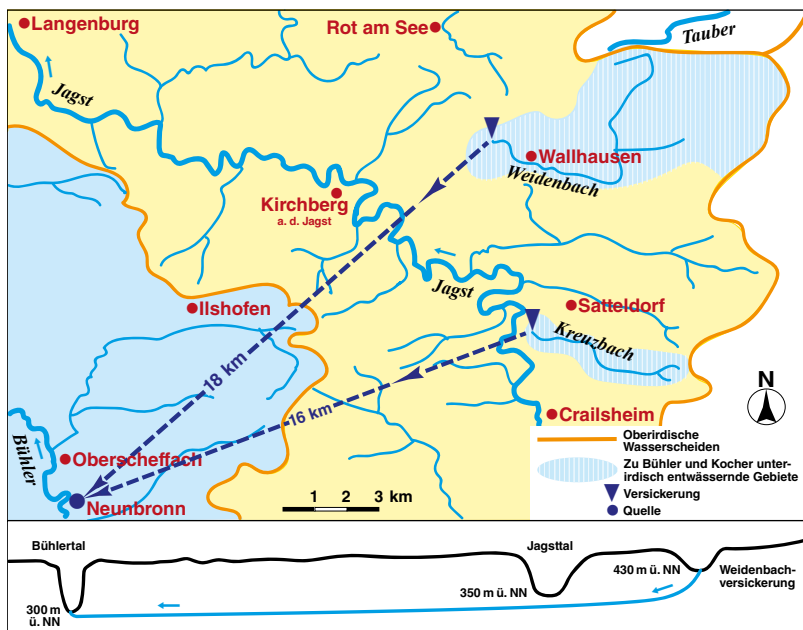 Langenburg
Rot am See
Tauber
Jagst
Wallhausen
Weidenbach
Kirchberg
a. d. Jagst
Jagst
Ilshofen
Satteldorf
Kreuzbach
18 km
16 km
N
Crailsheim
Bühler
Oberscheffach
Neunbronn
1 2 3 km
Oberirdische
Wasserscheiden
Zu Bühler und Kocher unter-
irdisch entwässernde Gebiete
Versickerung
Quelle
Bühlertal
Jagsttal
430 m ü. NN
Weidenbach-
versickerung
350 m ü. NN
300 m
ü. NN